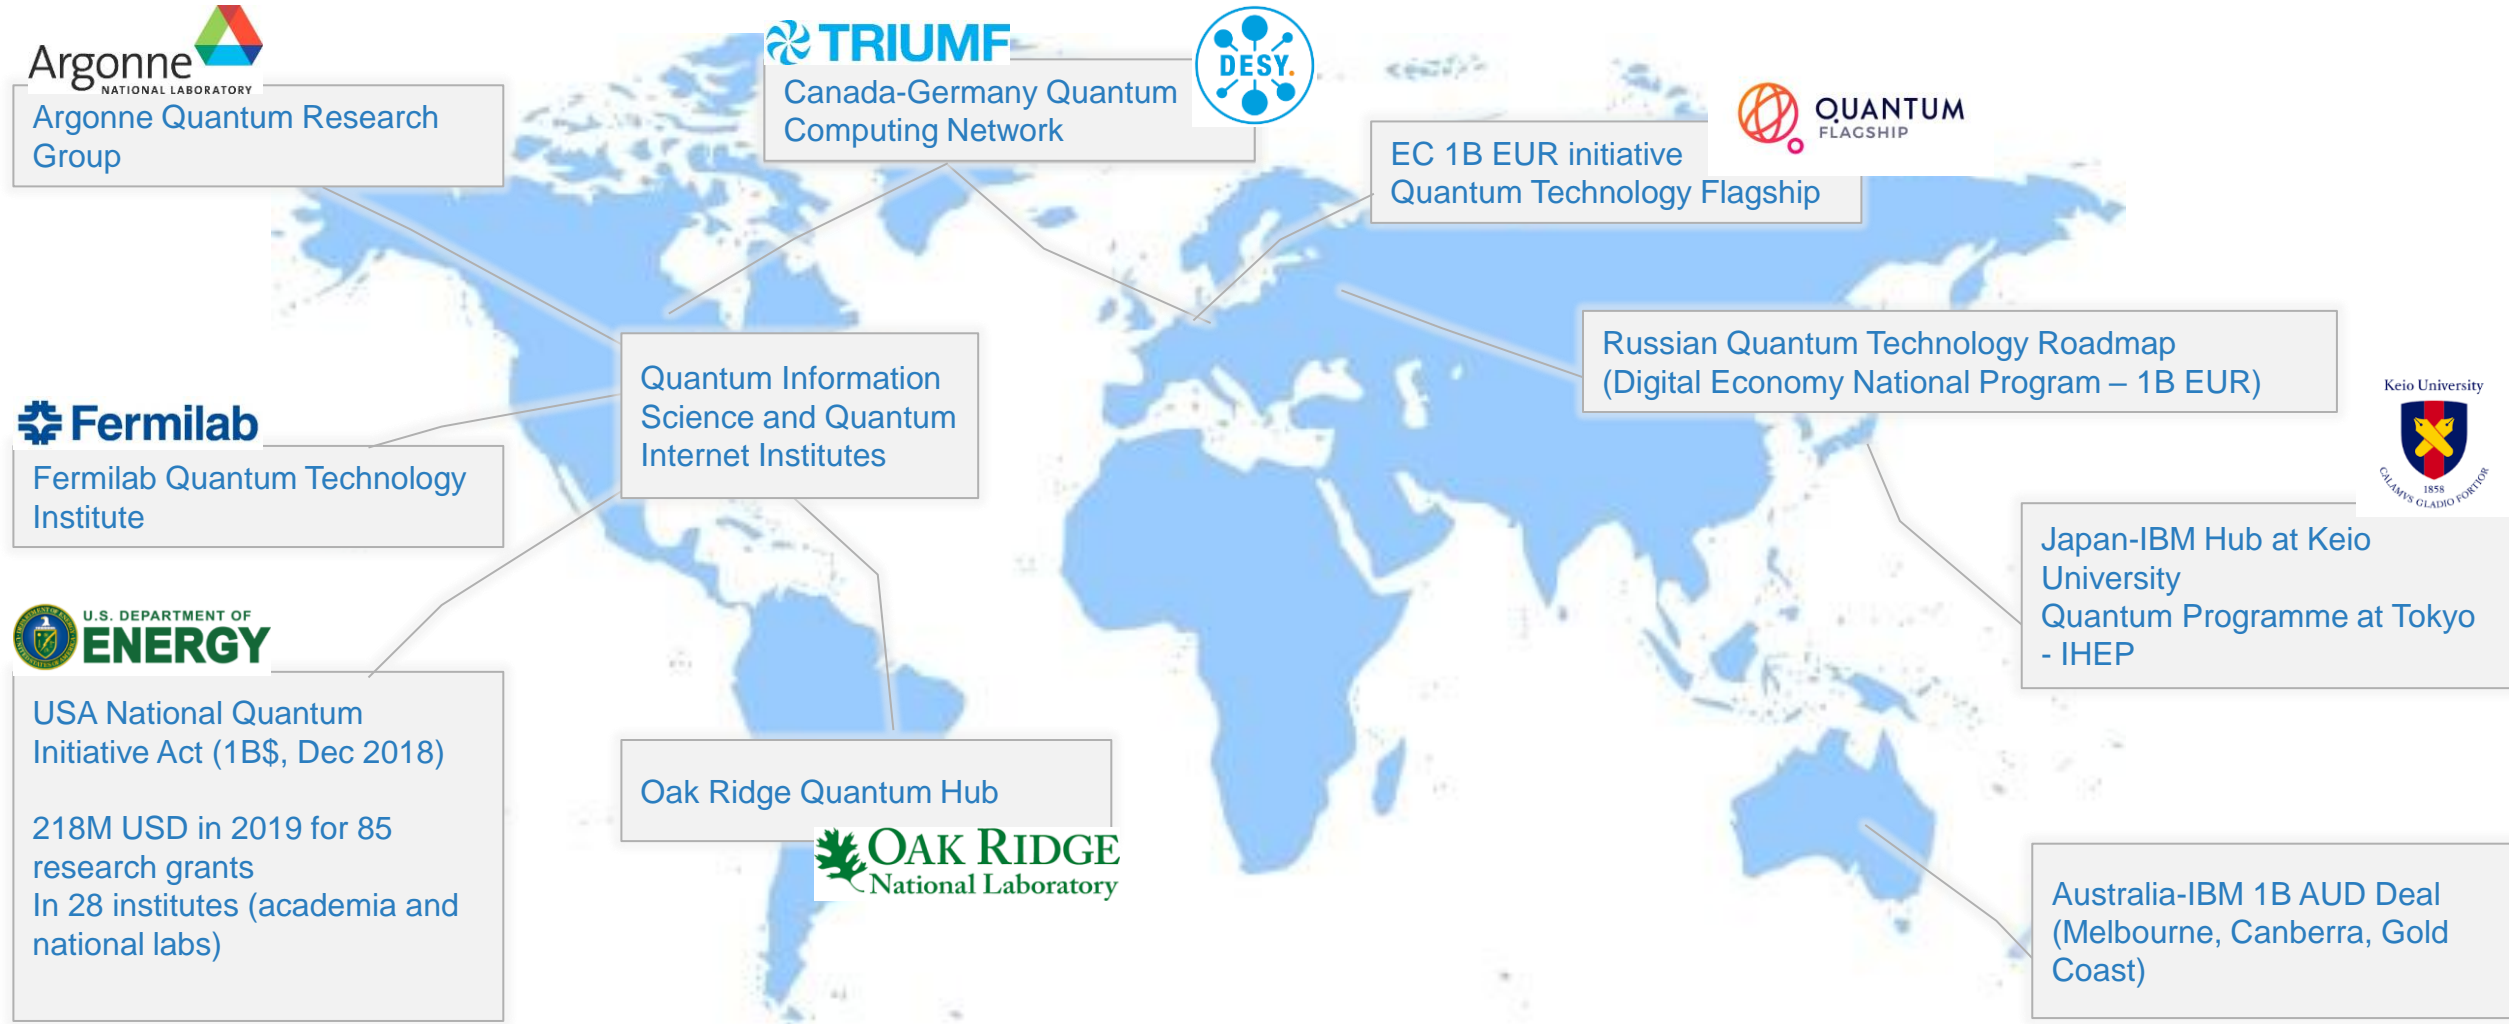 Argonne
NATIONAL LABORATORY
Argonne Quantum Research
Group
TRIUMF
DESY.
Canada-Germany Quantum
Computing Network
QUANTUM
FLAGSHIP
EC 1B EUR initiative
Quantum Technology Flagship
Russian Quantum Technology Roadmap
(Digital Economy National Program – 1B EUR)
Quantum Information
Science and Quantum
Internet Institutes
Fermilab
Fermilab Quantum Technology
Institute
Keio University
1858
CALAMVS GLADIO FORTIOR
Japan-IBM Hub at Keio
University
Quantum Programme at Tokyo
- IHEP
U.S. DEPARTMENT OF
ENERGY
USA National Quantum
Initiative Act (1B$, Dec 2018)
218M USD in 2019 for 85
research grants
In 28 institutes (academia and
national labs)
Oak Ridge Quantum Hub
OAK RIDGE
National Laboratory
Australia-IBM 1B AUD Deal
(Melbourne, Canberra, Gold
Coast)